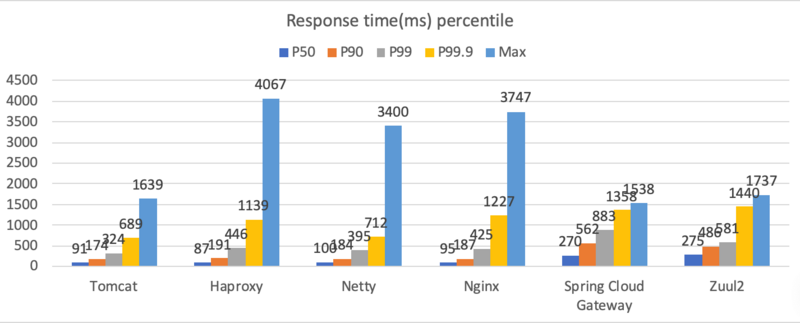 Response time(ms) percentile
P50 P90 P99 P99.9 Max
4500
4000
3500
3000
2500
2000
1500
1000
500
0
91 174 324 689 1639
87 191 446 1139 4067
100 184 395 712 3400
95 187 425 1227 3747
270 562 883 1358 1538
275 486 581 1440 1737
Tomcat Haproxy Netty Nginx Spring Cloud Zuul2
Gateway